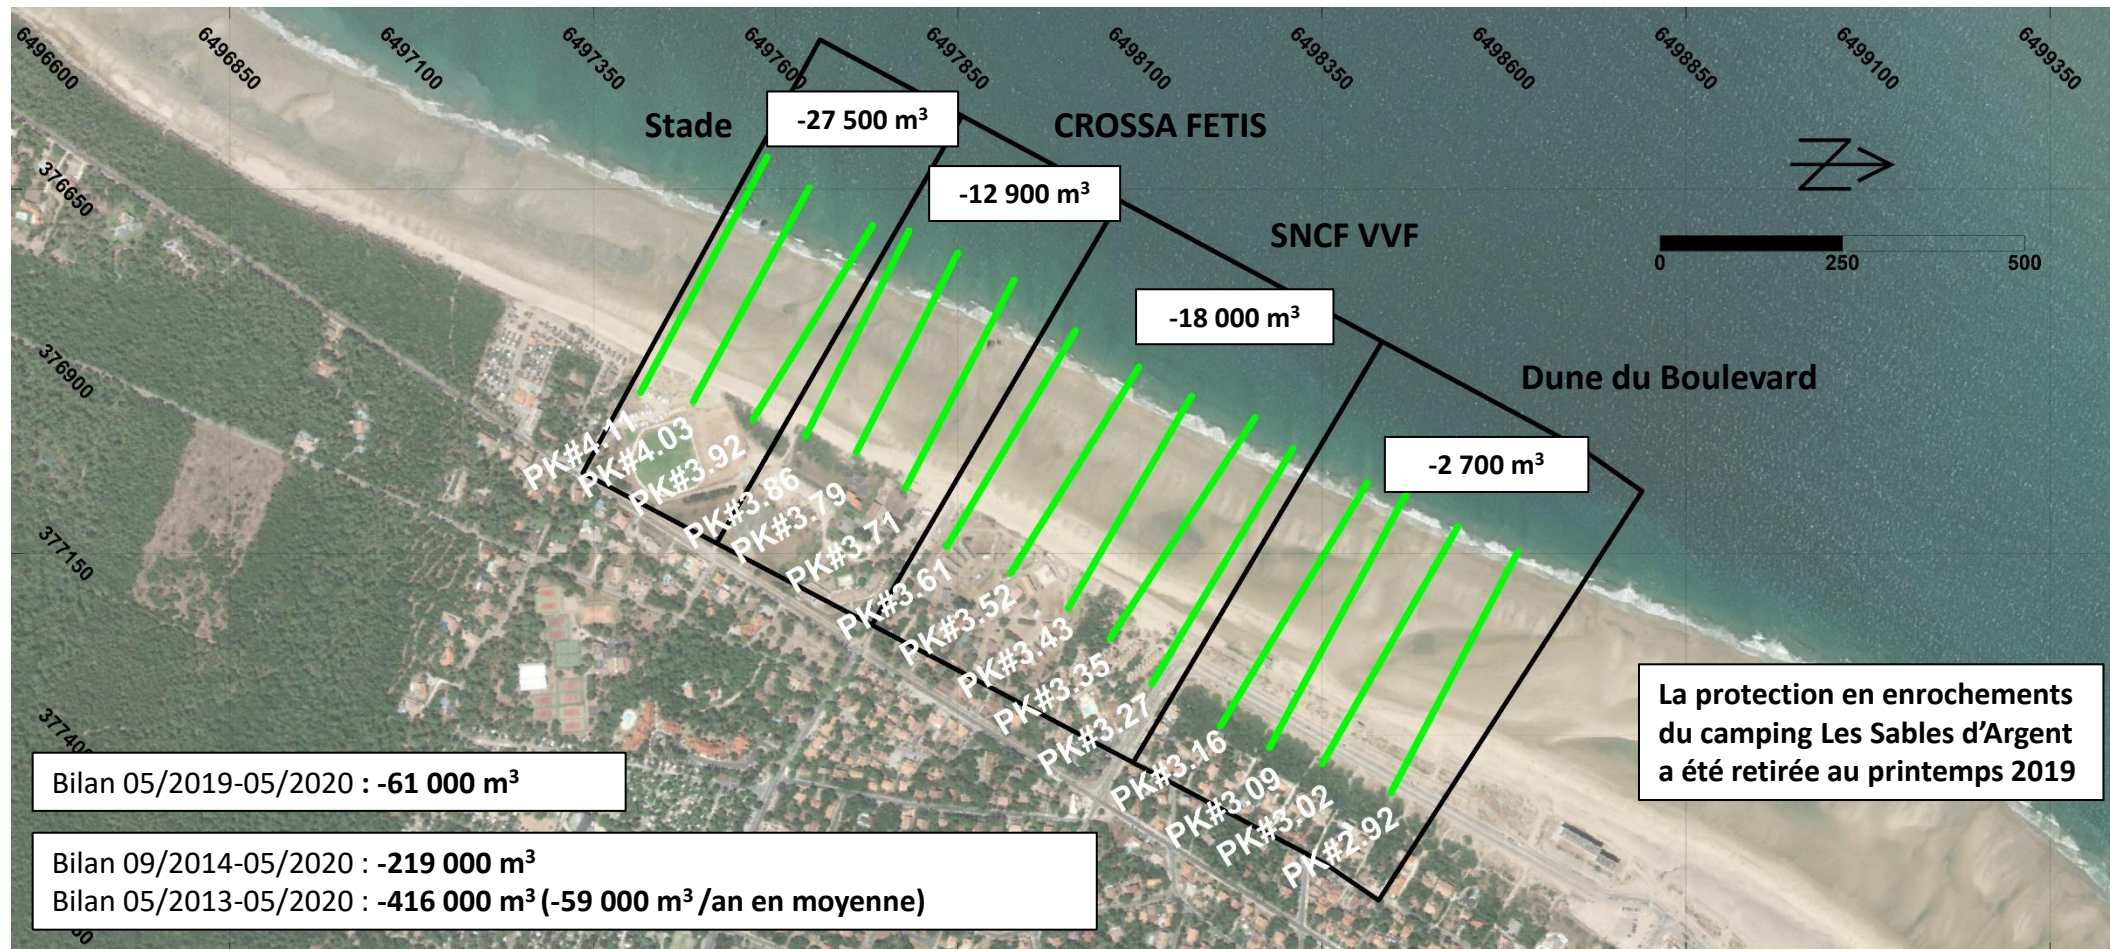 6496600
6496850
6497100
6497350
6497600
6497850
6498100
6498350
6498600
6498850
6499100
6499350
376650
376900
377150
Stade
-27 500 m³
CROSSA FETIS
-12 900 m³
SNCF VVF
-18 000 m³
Dune du Boulevard
-2 700 m³
0 250 500
PK#4.11
PK#4.03
PK#3.92
PK#3.86
PK#3.79
PK#3.71
PK#3.61
PK#3.52
PK#3.43
PK#3.35
PK#3.27
PK#3.16
PK#3.09
PK#3.02
PK#2.92
La protection en enrochements
du camping Les Sables d’Argent
a été retirée au printemps 2019
Bilan 05/2019-05/2020 : -61 000 m³
Bilan 09/2014-05/2020 : -219 000 m³
Bilan 05/2013-05/2020 : -416 000 m³ (-59 000 m³ /an en moyenne)